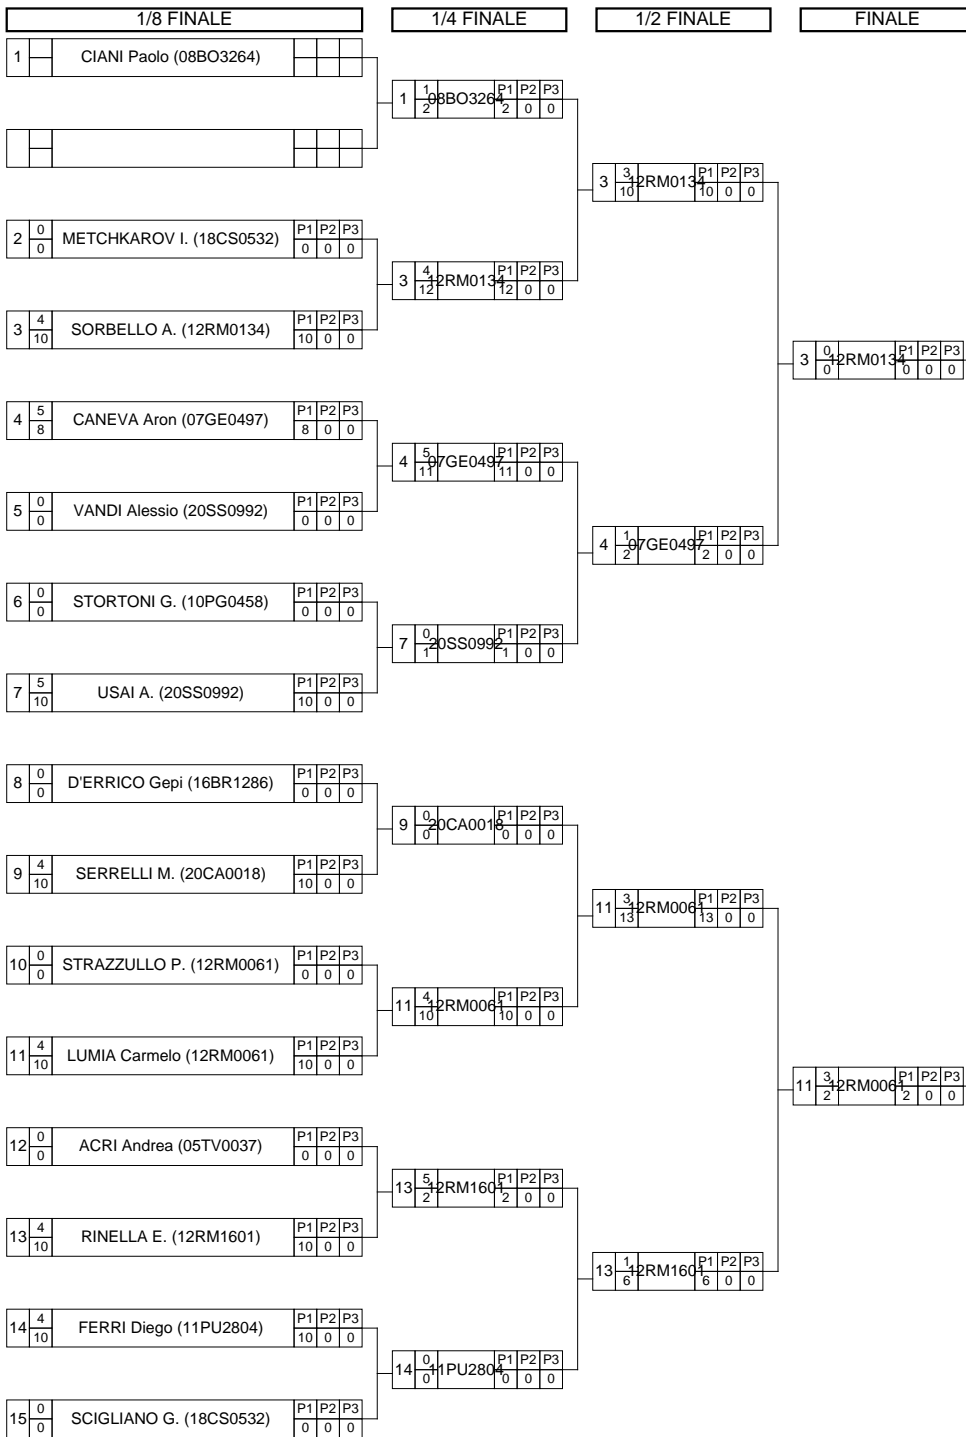 1/8 FINALE
1/4 FINALE
1/2 FINALE
FINALE
1 CIANI Paolo (08BO3264)
2 0 0 METCHKAROV I. (18CS0532) P1 P2 P3 0 0 0
3 4 10 SORBELLO A. (12RM0134) P1 P2 P3 10 0 0
4 5 8 CANEVA Aron (07GE0497) P1 P2 P3 8 0 0
5 0 0 VANDI Alessio (20SS0992) P1 P2 P3 0 0 0
6 0 0 STORTONI G. (10PG0458) P1 P2 P3 0 0 0
7 5 10 USAI A. (20SS0992) P1 P2 P3 10 0 0
8 0 0 D'ERRICO Gepi (16BR1286) P1 P2 P3 0 0 0
9 4 10 SERRELLI M. (20CA0018) P1 P2 P3 10 0 0
10 0 0 STRAZZULLO P. (12RM0061) P1 P2 P3 0 0 0
11 4 10 LUMIA Carmelo (12RM0061) P1 P2 P3 10 0 0
12 0 0 ACRI Andrea (05TV0037) P1 P2 P3 0 0 0
13 4 10 RINELLA E. (12RM1601) P1 P2 P3 10 0 0
14 4 10 FERRI Diego (11PU2804) P1 P2 P3 10 0 0
15 0 0 SCIGLIANO G. (18CS0532) P1 P2 P3 0 0 0
1 1 2 08BO3264 P1 P2 P3 2 0 0
3 4 12 12RM0134 P1 P2 P3 12 0 0
4 5 11 07GE0497 P1 P2 P3 11 0 0
7 0 1 20SS0992 P1 P2 P3 1 0 0
9 0 0 20CA0018 P1 P2 P3 0 0 0
11 4 10 12RM0061 P1 P2 P3 10 0 0
13 5 2 12RM1601 P1 P2 P3 2 0 0
14 0 0 11PU2804 P1 P2 P3 0 0 0
3 3 10 12RM0134 P1 P2 P3 10 0 0
4 1 2 07GE0497 P1 P2 P3 2 0 0
11 3 13 12RM0061 P1 P2 P3 13 0 0
13 1 6 12RM1601 P1 P2 P3 6 0 0
3 0 0 12RM0134 P1 P2 P3 0 0 0
11 3 2 12RM0061 P1 P2 P3 2 0 0